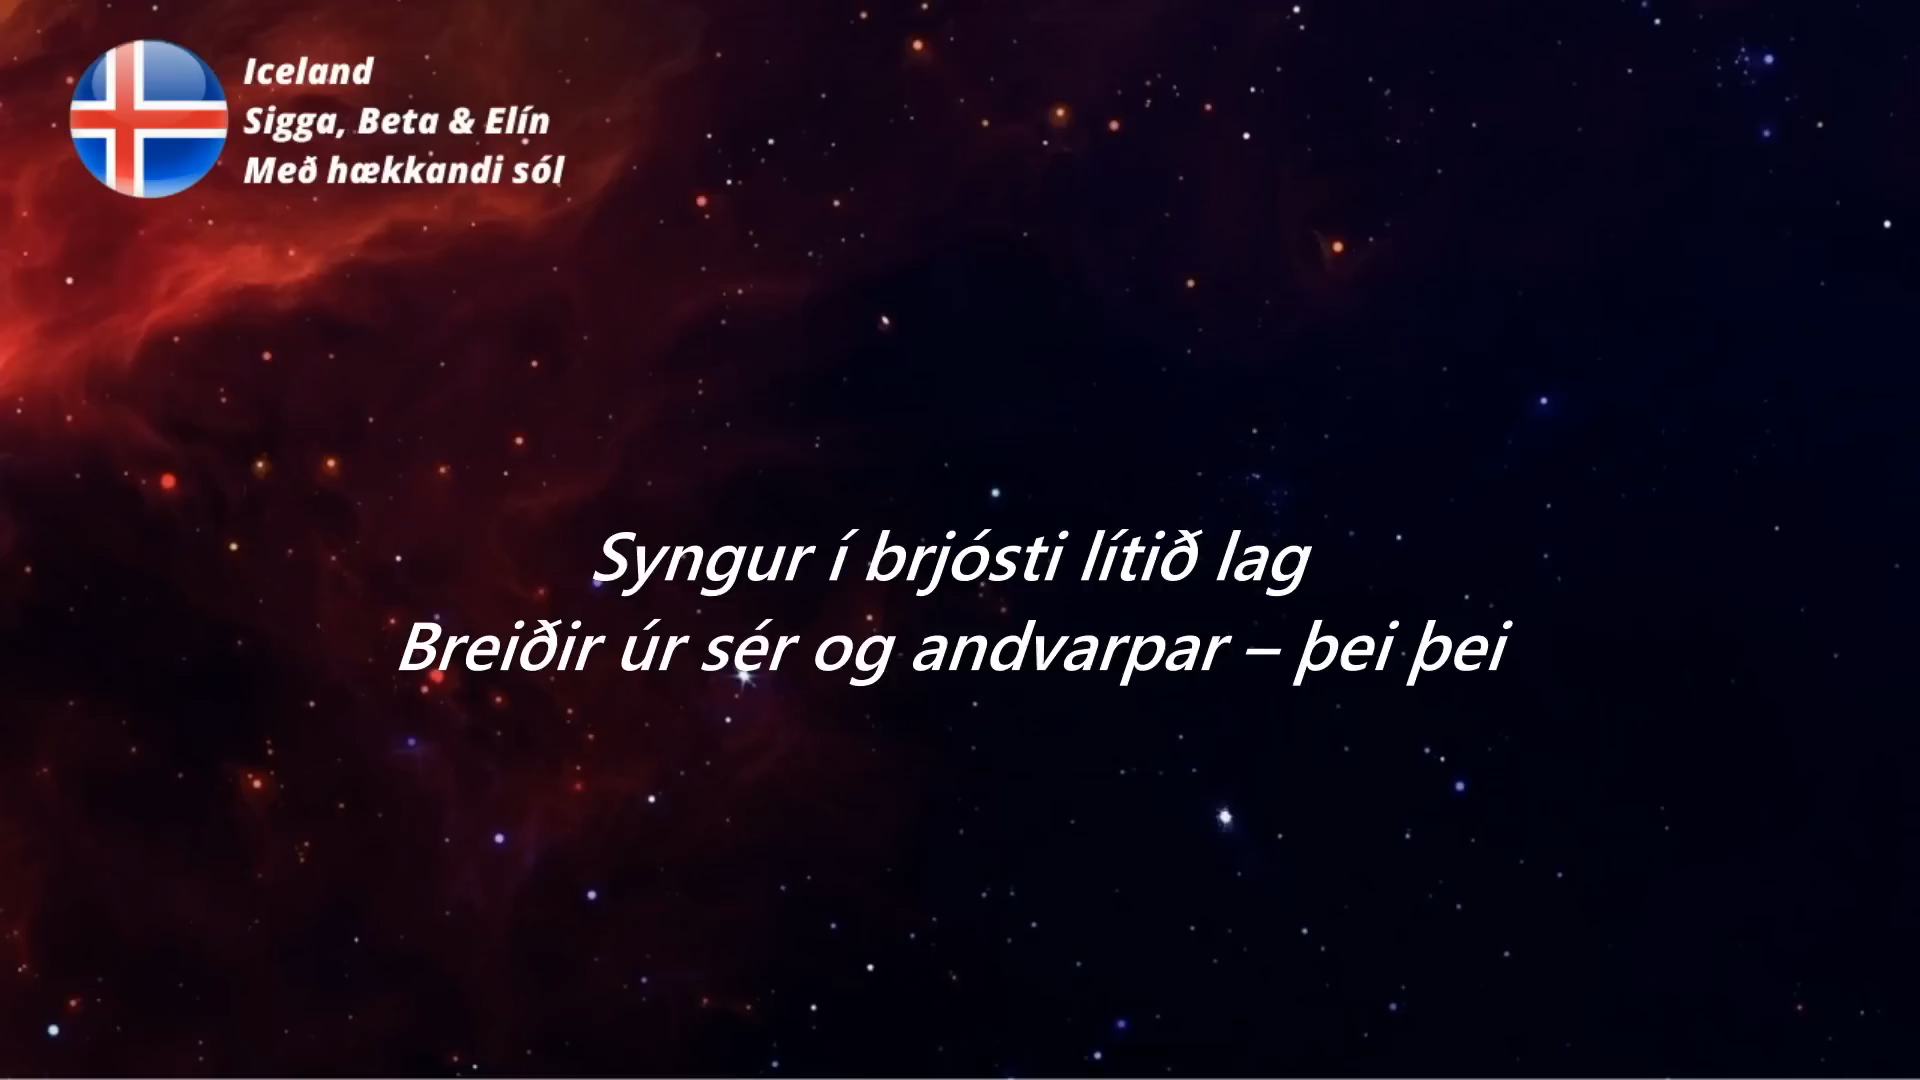 Iceland
Sigga, Beta & Elín
Með hækkandi sól
Syngur í brjósti lítið lag
Breiðir úr sér og andvarpar – þei þei